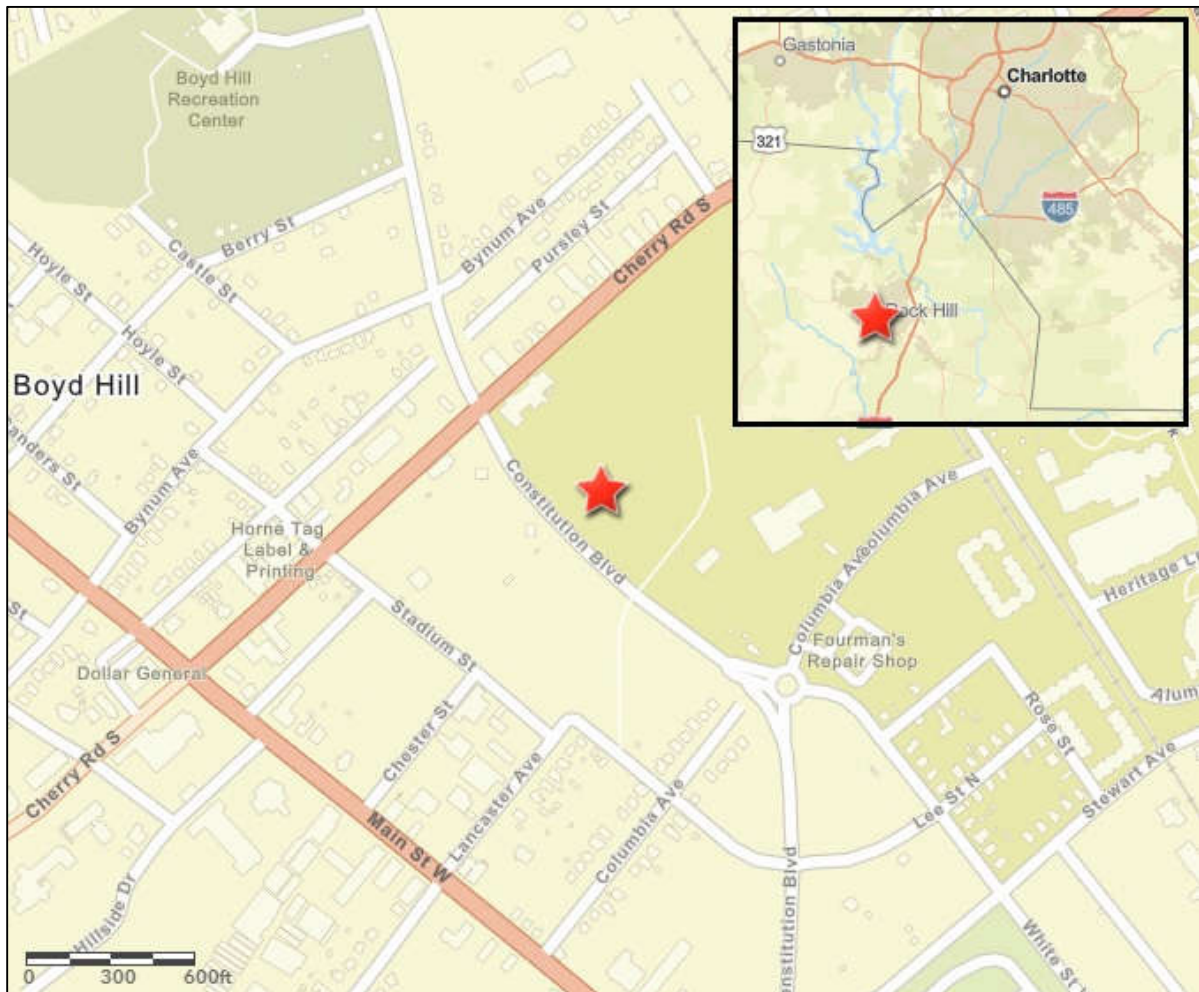 Boyd Hill
Recreation
Center
Gastonia
Charlotte
321
485
Rock Hill
Berry St
Castle St
Hoyle St
Hoyle St
Bynum Ave
Pursley St
Cherry Rd S
Boyd Hill
Sanders St
Bynum Ave
Horne Tag
Label &
Printing
Constitution Blvd
Columbia Ave
Columbia Ave
Heritage Ln
St
Stadium St
Fourman's
Repair Shop
Dollar General
Alum
Rose St
Chester St
Cherry Rd S
Lancaster Ave
Columbia Ave
Main St W
Lee St N
Stewart Ave
Hillside Dr
Constitution Blvd
White St
0 300 600ft